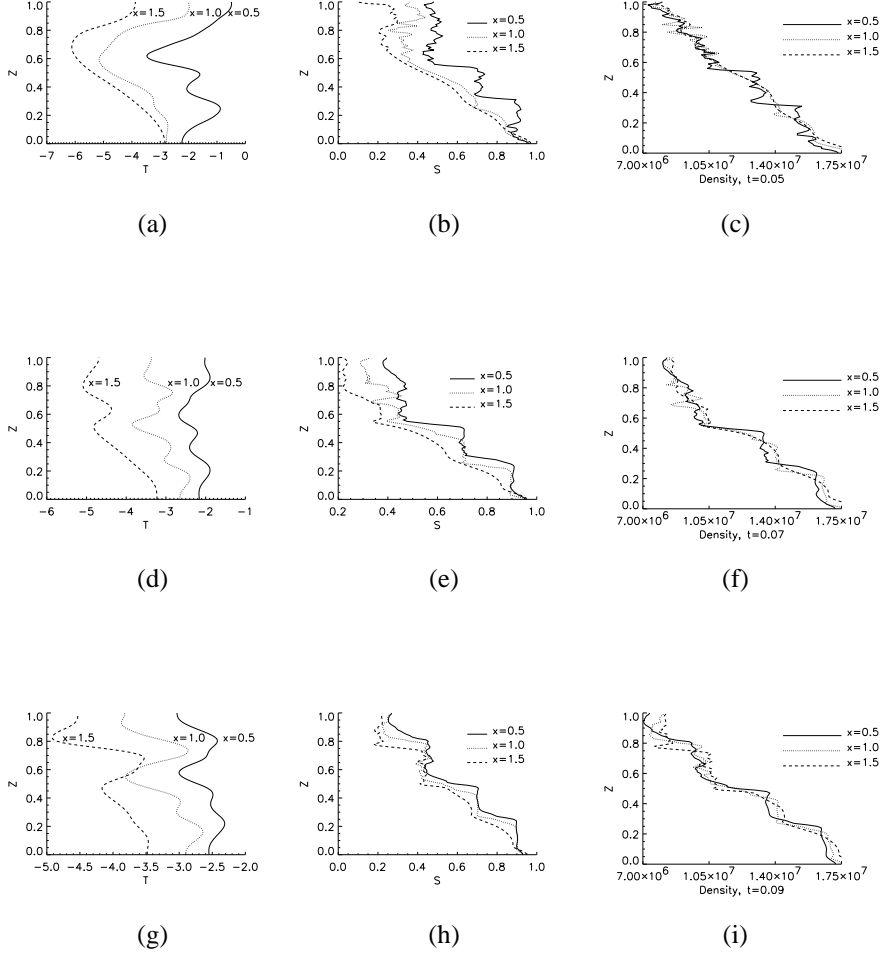 1.0
0.8
0.6
0.4
0.2
0.0
Z
x=1.5 x=1.0 x=0.5
−7 −6 −5 −4 −3 −2 −1 0
T
(a)
1.0
0.8
0.6
0.4
0.2
0.0
Z
x=0.5
x=1.0
x=1.5
0.0 0.2 0.4 0.6 0.8 1.0
S
(b)
1.0
0.8
0.6
0.4
0.2
0.0
Z
x=0.5
x=1.0
x=1.5
7.00×10⁶ 1.05×10⁷ 1.40×10⁷ 1.75×10⁷
Density, t=0.05
(c)
1.0
0.8
0.6
0.4
0.2
0.0
Z
x=1.5 x=1.0 x=0.5
−6 −5 −4 −3 −2 −1
T
(d)
1.0
0.8
0.6
0.4
0.2
0.0
Z
x=0.5
x=1.0
x=1.5
0.2 0.4 0.6 0.8 1.0
S
(e)
1.0
0.8
0.6
0.4
0.2
0.0
Z
x=0.5
x=1.0
x=1.5
7.00×10⁶ 1.05×10⁷ 1.40×10⁷ 1.75×10⁷
Density, t=0.07
(f)
1.0
0.8
0.6
0.4
0.2
0.0
Z
x=1.5 x=1.0 x=0.5
−5.0 −4.5 −4.0 −3.5 −3.0 −2.5 −2.0
T
(g)
1.0
0.8
0.6
0.4
0.2
0.0
Z
x=0.5
x=1.0
x=1.5
0.0 0.2 0.4 0.6 0.8 1.0
S
(h)
1.0
0.8
0.6
0.4
0.2
0.0
Z
x=0.5
x=1.0
x=1.5
7.00×10⁶ 1.05×10⁷ 1.40×10⁷ 1.75×10⁷
Density, t=0.09
(i)